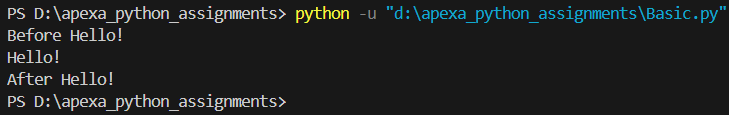 PS D:\apexa_python_assignments> python -u "d:\apexa_python_assignments\Basic.py"
Before Hello!
Hello!
After Hello!
PS D:\apexa_python_assignments>